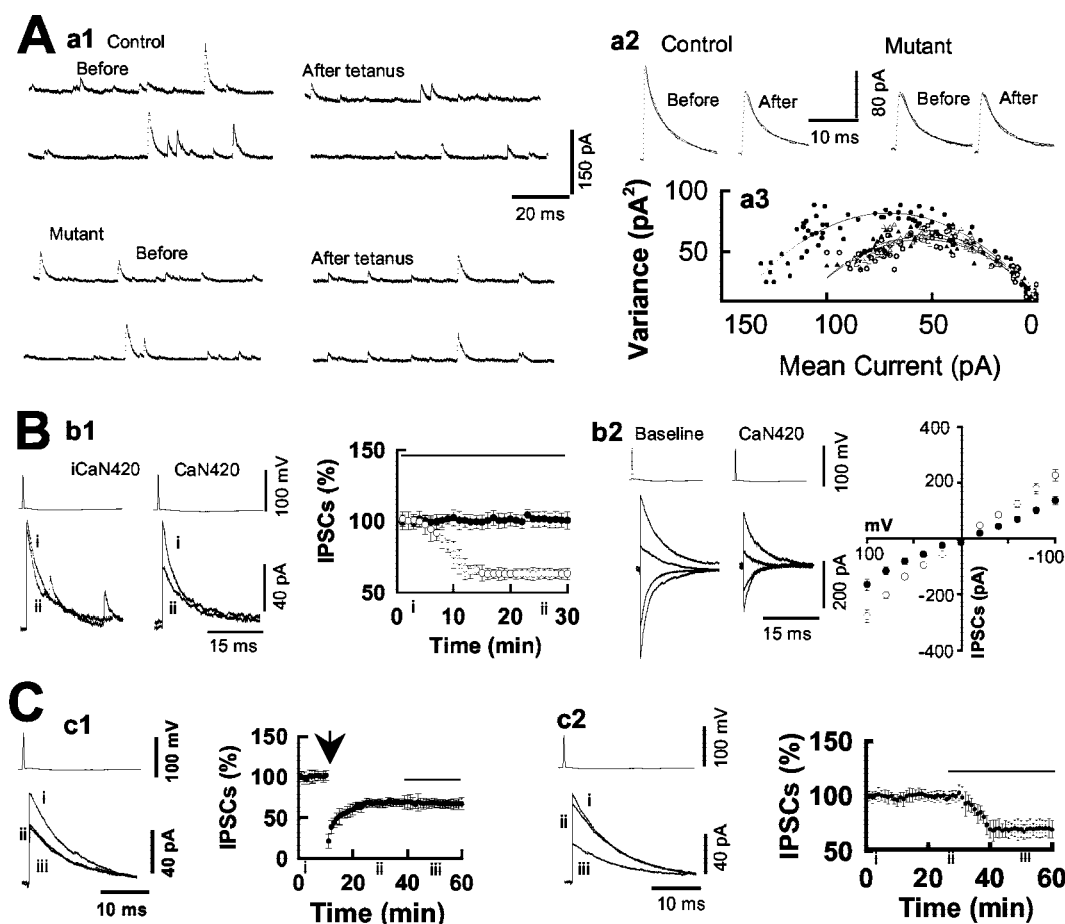 A
a1 Control
Before
After tetanus
150 pA
20 ms
Mutant
Before
After tetanus
a2 Control
Mutant
Before
After
80 pA
10 ms
Before
After
a3
Variance (pA2)
100
50
150
100
50
0
Mean Current (pA)
B
b1
iCaN420
CaN420
100 mV
i
ii
i
ii
40 pA
15 ms
IPSCs (%)
150
100
50
0
10
20
30
i
ii
Time (min)
b2
Baseline
CaN420
100 mV
200 pA
15 ms
400
200
mV
100
-100
-200
-400
IPSCs (pA)
C
c1
100 mV
i
ii
iii
40 pA
10 ms
IPSCs (%)
150
100
50
0
0
20
40
60
i
ii
iii
Time (min)
c2
100 mV
i
ii
iii
40 pA
10 ms
IPSCs (%)
150
100
50
0
20
40
60
i
ii
iii
Time (min)